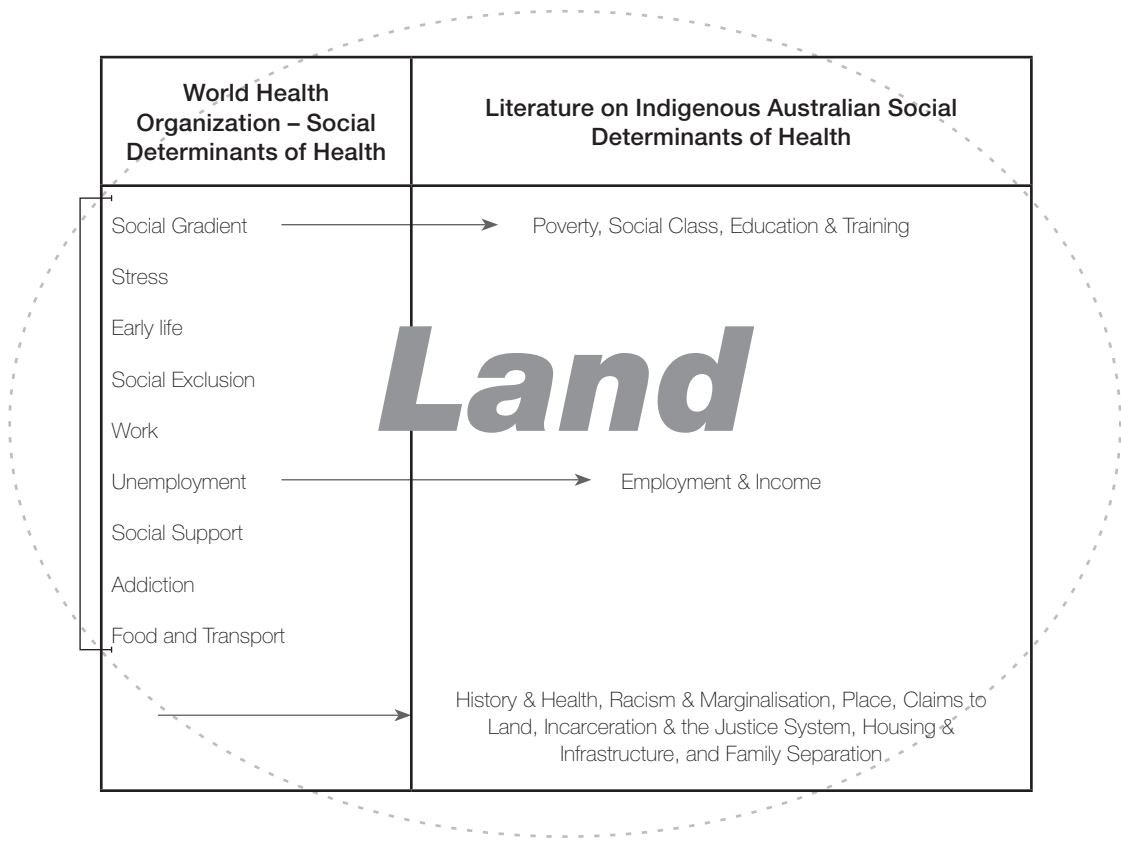 World Health
Organization – Social
Determinants of Health
Literature on Indigenous Australian Social
Determinants of Health
Social Gradient
Poverty, Social Class, Education & Training
Stress
Early life
Land
Social Exclusion
Work
Unemployment
Employment & Income
Social Support
Addiction
Food and Transport
History & Health, Racism & Marginalisation, Place, Claims to
Land, Incarceration & the Justice System, Housing &
Infrastructure, and Family Separation